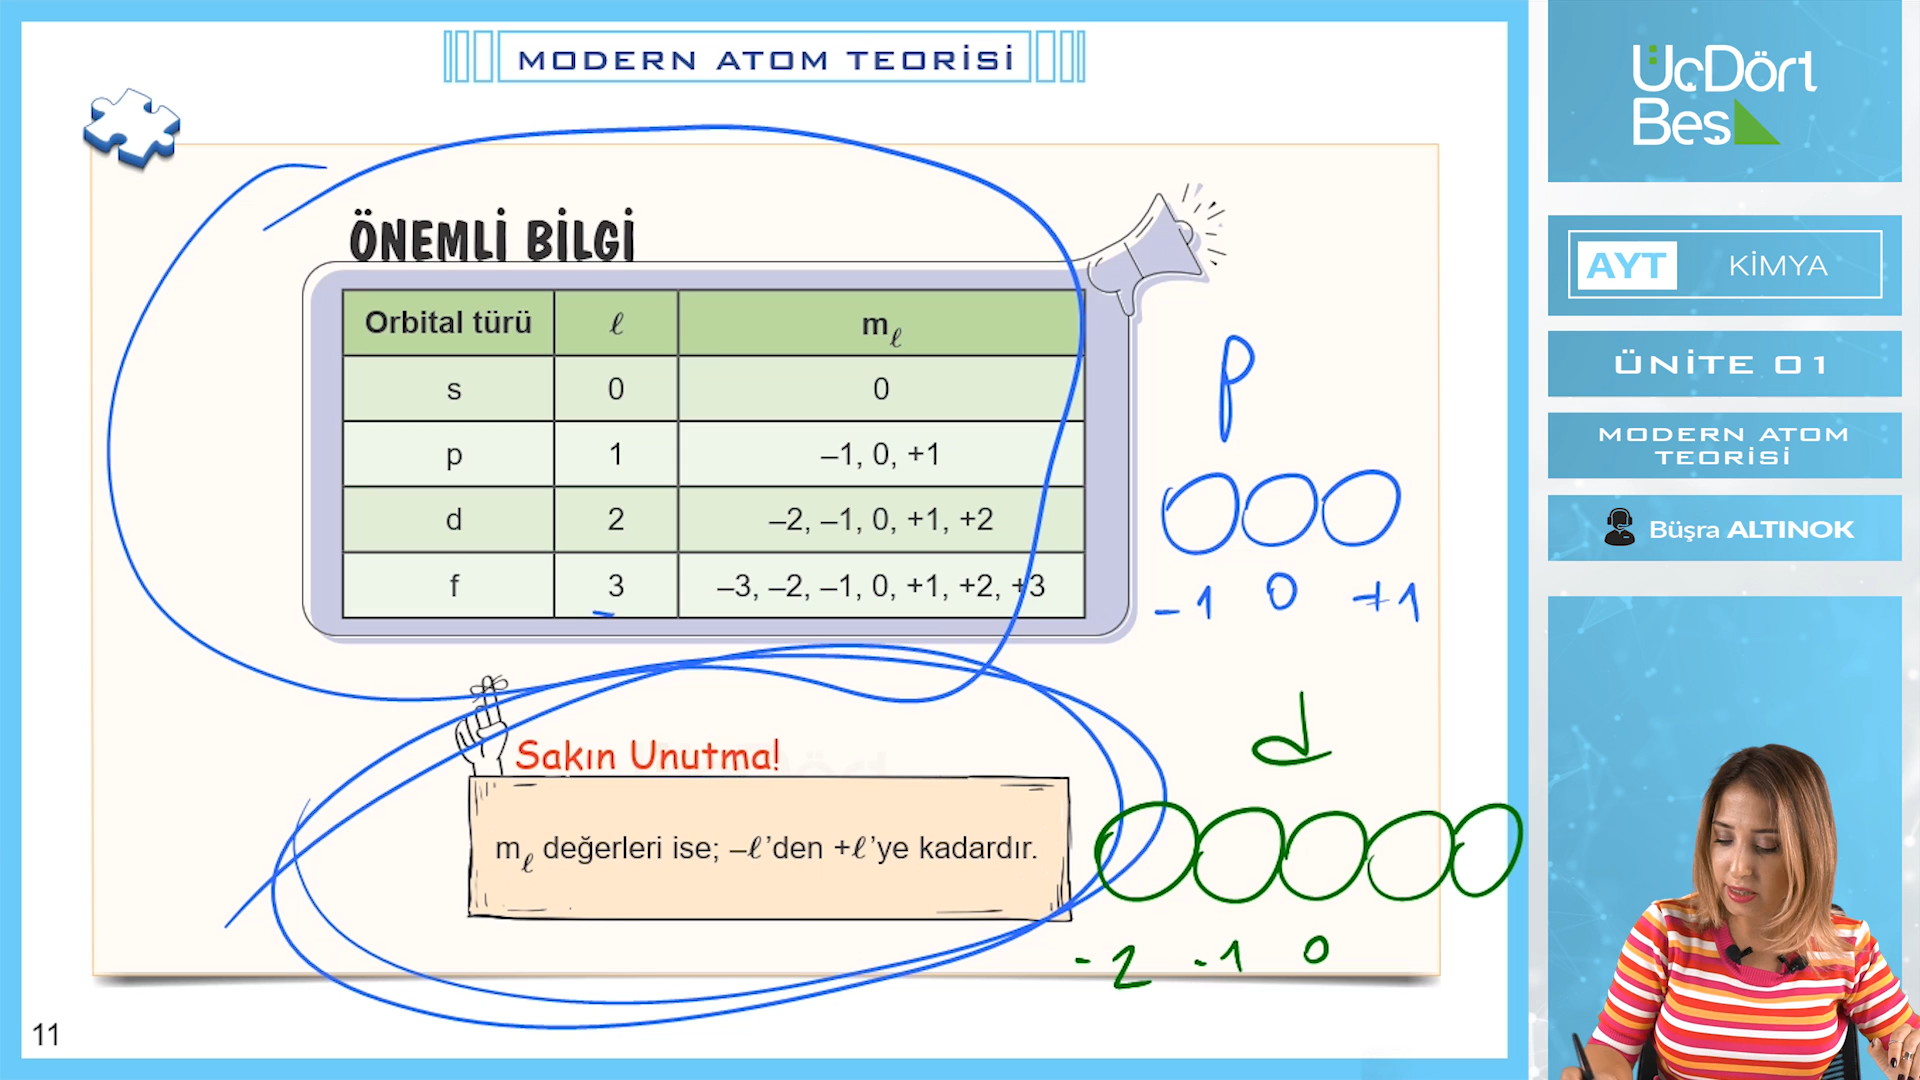 MODERN ATOM TEORİSİ
ÖNEMLİ BİLGİ
Orbital türü ℓ mℓ
s 0 0
p 1 –1, 0, +1
d 2 –2, –1, 0, +1, +2
f 3 –3, –2, –1, 0, +1, +2, +3
p
-1 0 +1
Sakın Unutma!
mℓ değerleri ise; –ℓ’den +ℓ’ye kadardır.
d
-2 -1 0
11
ÜçDört
Beş
AYT KİMYA
ÜNİTE 01
MODERN ATOM
TEORİSİ
Büşra ALTINOK